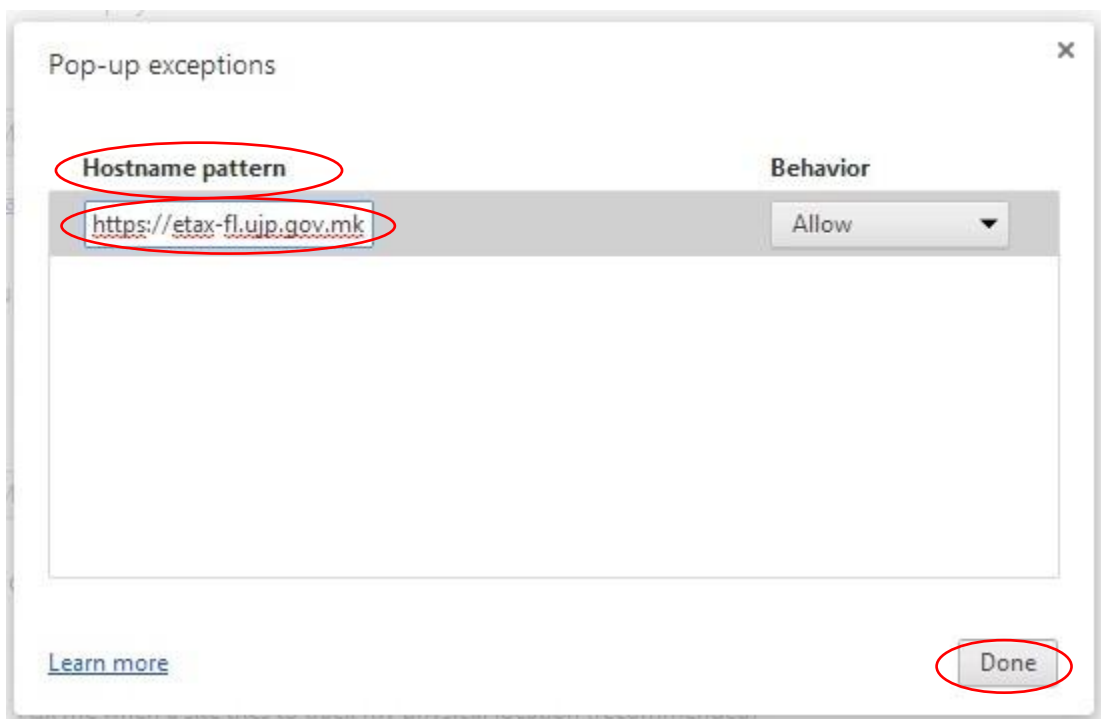 Pop-up exceptions
Hostname pattern Behavior
https://etax-fl.ujp.gov.mk Allow
Learn more Done